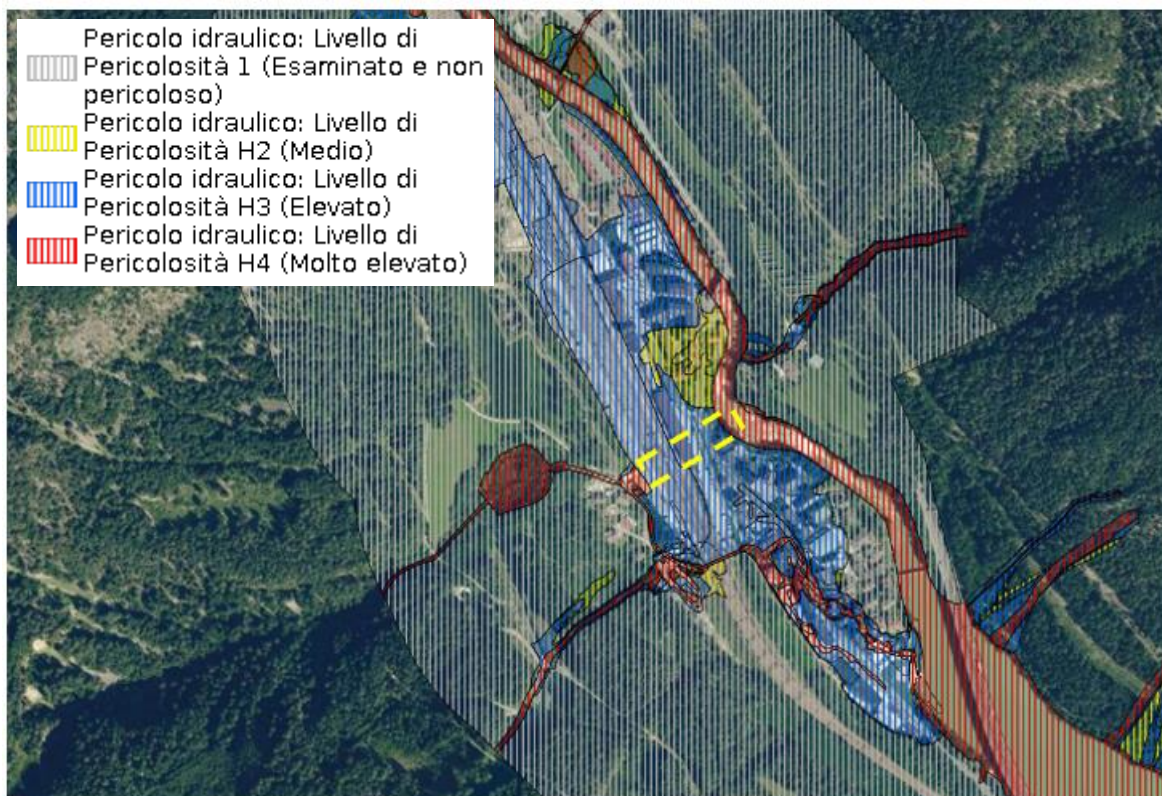 Pericolo idraulico: Livello di
Pericolosità 1 (Esaminato e non
pericoloso)
Pericolo idraulico: Livello di
Pericolosità H2 (Medio)
Pericolo idraulico: Livello di
Pericolosità H3 (Elevato)
Pericolo idraulico: Livello di
Pericolosità H4 (Molto elevato)